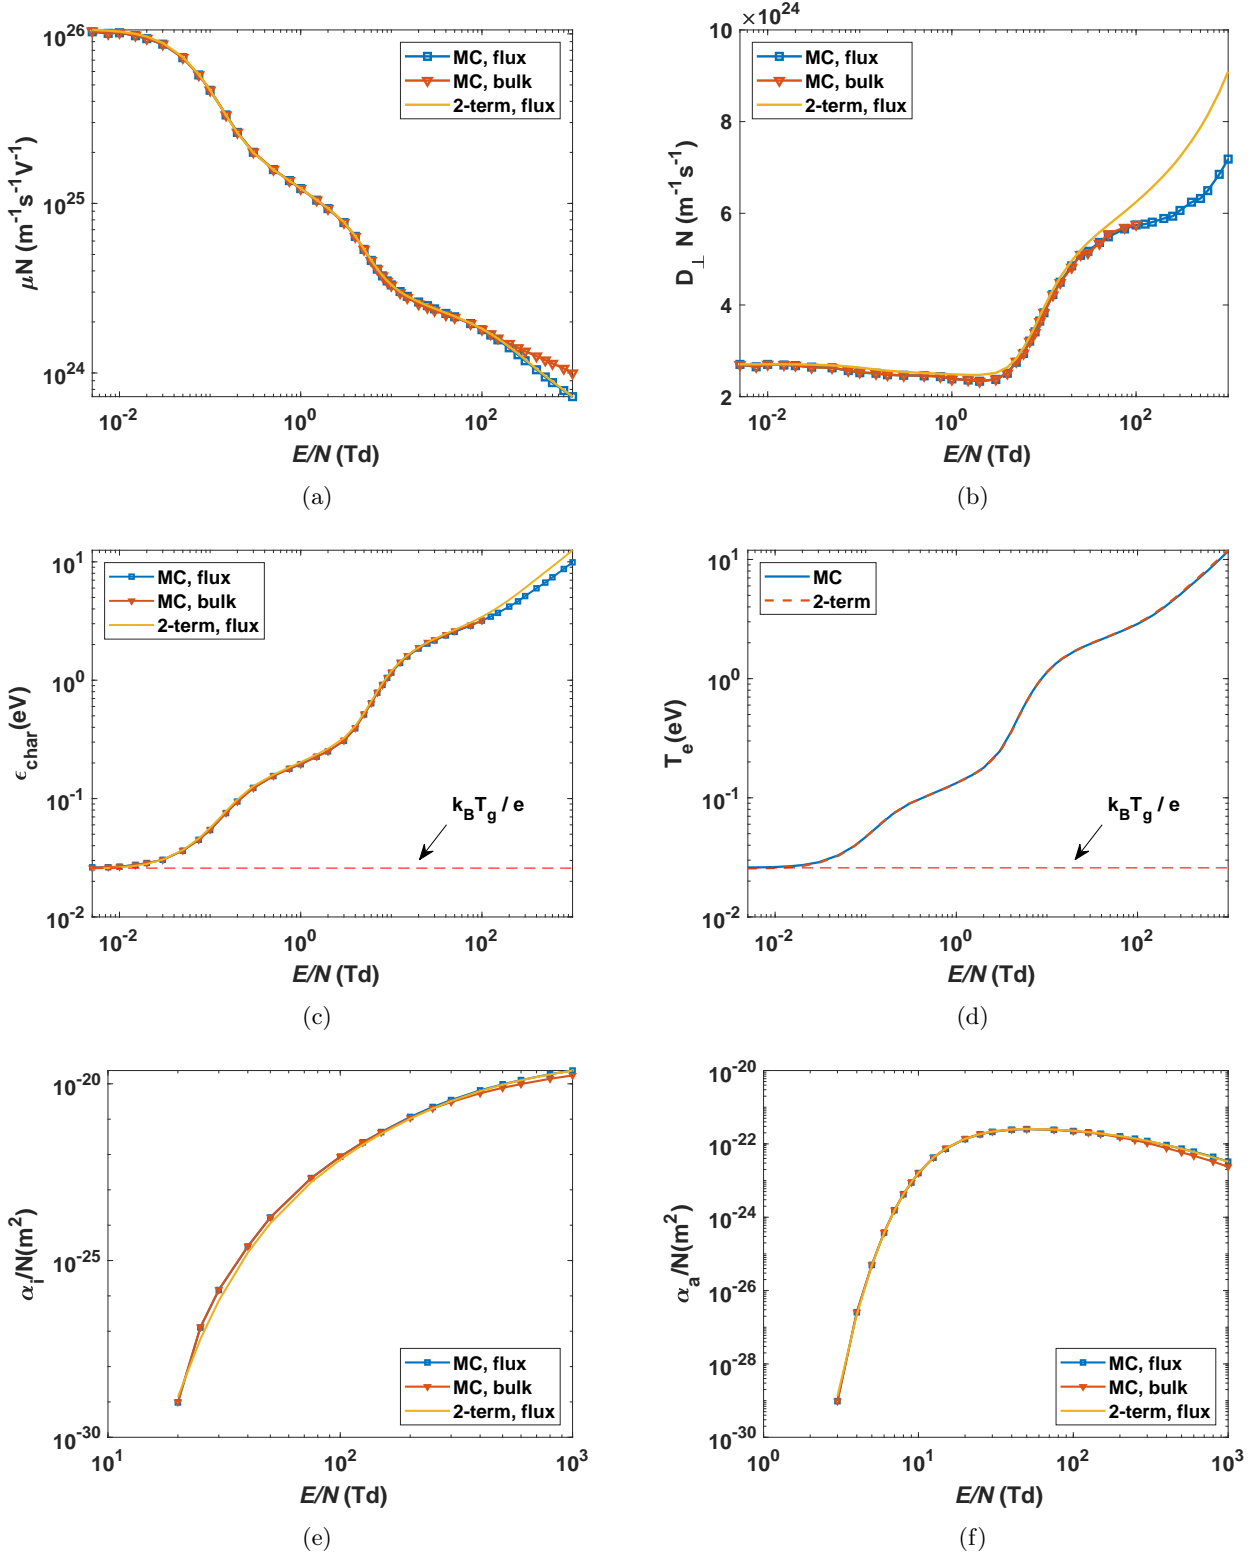 10^26
10^25
10^24
μN (m^-1s^-1V^-1)
MC, flux
MC, bulk
2-term, flux
10^-2
10^0
10^2
E/N (Td)
(a)
×10^24
10
8
6
4
2
D_⊥ N (m^-1s^-1)
MC, flux
MC, bulk
2-term, flux
10^-2
10^0
10^2
E/N (Td)
(b)
10^1
10^0
10^-1
10^-2
ϵ_char(eV)
MC, flux
MC, bulk
2-term, flux
k_BT_g / e
10^-2
10^0
10^2
E/N (Td)
(c)
10^1
10^0
10^-1
10^-2
T_e(eV)
MC
2-term
k_BT_g / e
10^-2
10^0
10^2
E/N (Td)
(d)
10^-20
10^-25
10^-30
α_i/N(m^2)
MC, flux
MC, bulk
2-term, flux
10^1
10^2
10^3
E/N (Td)
(e)
10^-20
10^-22
10^-24
10^-26
10^-28
10^-30
α_a/N(m^2)
MC, flux
MC, bulk
2-term, flux
10^0
10^1
10^2
10^3
E/N (Td)
(f)